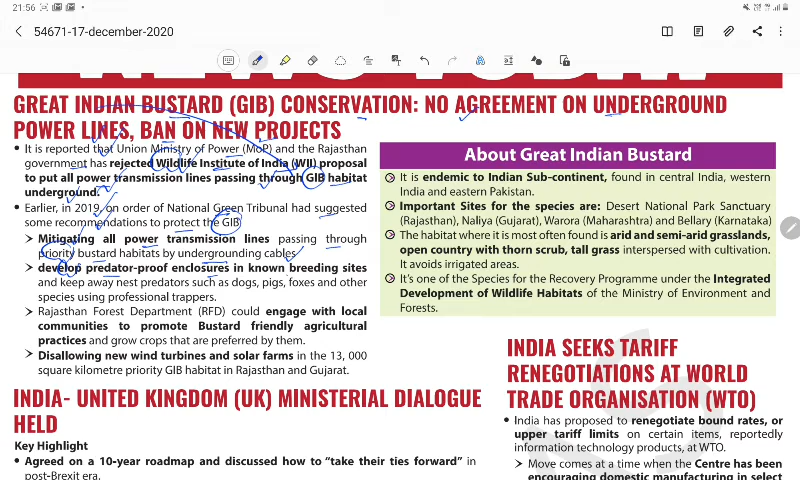 21:56
54671-17-december-2020
GREAT INDIAN BUSTARD (GIB) CONSERVATION: NO AGREEMENT ON UNDERGROUND
POWER LINES, BAN ON NEW PROJECTS
• It is reported that Union Ministry of Power (MoP) and the Rajasthan
government has rejected Wildlife Institute of India (WII) proposal
to put all power transmission lines passing through GIB habitat
underground.
• Earlier, in 2019, on order of National Green Tribunal had suggested
some recommendations to protect the GIB
Mitigating all power transmission lines passing through
priority bustard habitats by undergrounding cables
develop predator-proof enclosures in known breeding sites
and keep away nest predators such as dogs, pigs, foxes and other
species using professional trappers.
Rajasthan Forest Department (RFD) could engage with local
communities to promote Bustard friendly agricultural
practices and grow crops that are preferred by them.
Disallowing new wind turbines and solar farms in the 13, 000
square kilometre priority GIB habitat in Rajasthan and Gujarat.
About Great Indian Bustard
It is endemic to Indian Sub-continent, found in central India, western
India and eastern Pakistan.
Important Sites for the species are: Desert National Park Sanctuary
(Rajasthan), Naliya (Gujarat), Warora (Maharashtra) and Bellary (Karnataka)
The habitat where it is most often found is arid and semi-arid grasslands,
open country with thorn scrub, tall grass interspersed with cultivation.
It avoids irrigated areas.
It's one of the Species for the Recovery Programme under the Integrated
Development of Wildlife Habitats of the Ministry of Environment and
Forests.
INDIA- UNITED KINGDOM (UK) MINISTERIAL DIALOGUE
HELD
Key Highlight
• Agreed on a 10-year roadmap and discussed how to "take their ties forward" in
post-Brexit era.
INDIA SEEKS TARIFF
RENEGOTIATIONS AT WORLD
TRADE ORGANISATION (WTO)
• India has proposed to renegotiate bound rates, or
upper tariff limits on certain items, reportedly
information technology products, at WTO.
Move comes at a time when the Centre has been
encouraging domestic manufacturing in select